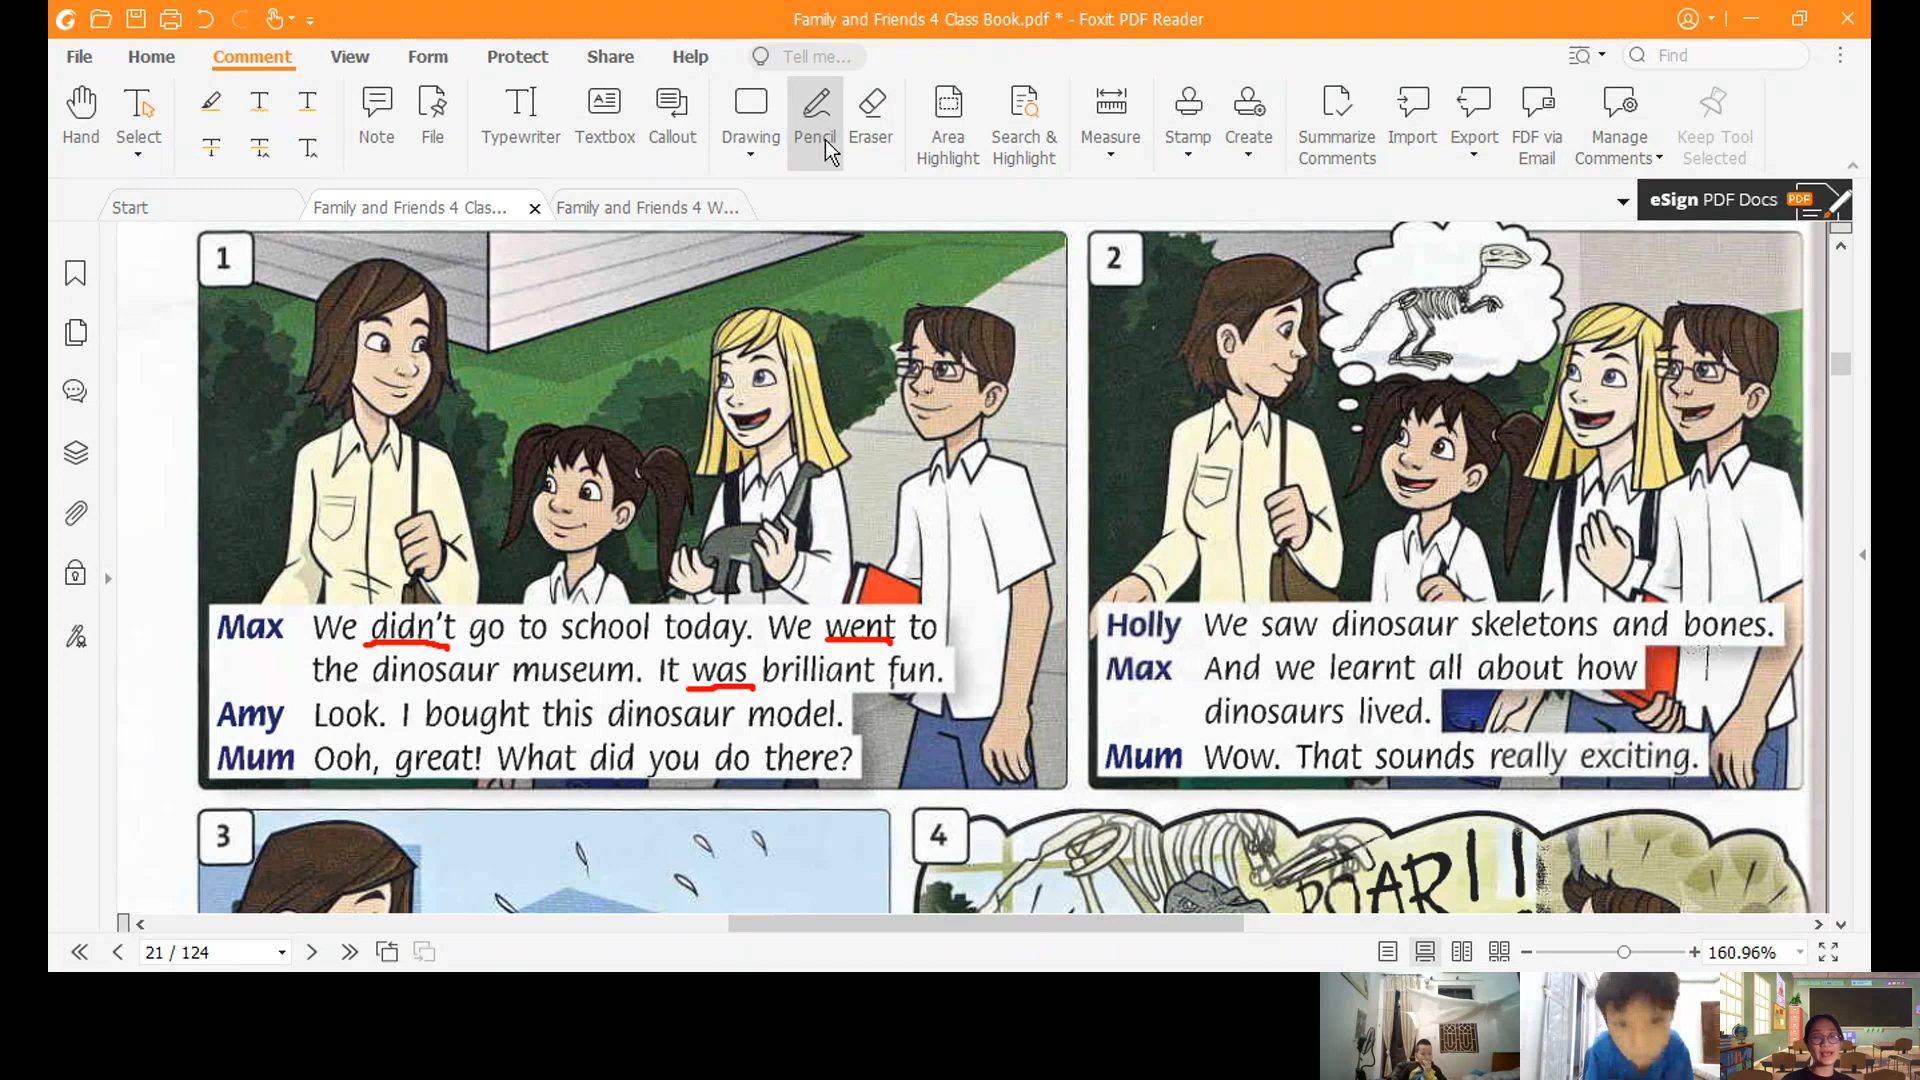 Family and Friends 4 Class Book.pdf * - Foxit PDF Reader
File Home Comment View Form Protect Share Help Tell me... Find
Hand Select Note File Typewriter Textbox Callout Drawing Pencil Eraser Area Highlight Search & Highlight Measure Stamp Create Summarize Comments Import Export PDF via Email Manage Comments Keep Tool Selected
Start Family and Friends 4 Clas... Family and Friends 4 W... eSign PDF Docs PDF
1
Max We didn't go to school today. We went to
the dinosaur museum. It was brilliant fun.
Amy Look. I bought this dinosaur model.
Mum Ooh, great! What did you do there?
2
Holly We saw dinosaur skeletons and bones.
Max And we learnt all about how
dinosaurs lived.
Mum Wow. That sounds really exciting.
3
4
ROAR!!
21 / 124 160.96%